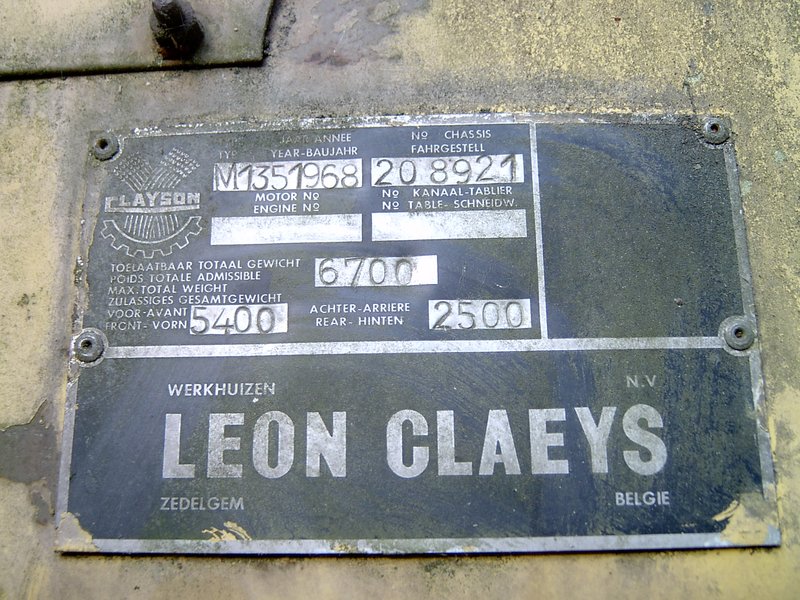 JAAR ANNEE
TYPE YEAR-BAUJAHR
M1351968
Nº CHASSIS
FAHRGESTELL
20 8921
CLAYSON
MOTOR Nº
ENGINE Nº
Nº KANAAL-TABLIER
Nº TABLE- SCHNEIDW.
TOELAATBAAR TOTAAL GEWICHT
POIDS TOTALE ADMISSIBLE
MAX. TOTAL WEIGHT
ZULASSIGES GESAMTGEWICHT
6700
VOOR-AVANT
FRONT- VORN 5400
ACHTER-ARRIERE
REAR- HINTEN 2500
WERKHUIZEN N.V
LEON CLAEYS
ZEDELGEM BELGIE